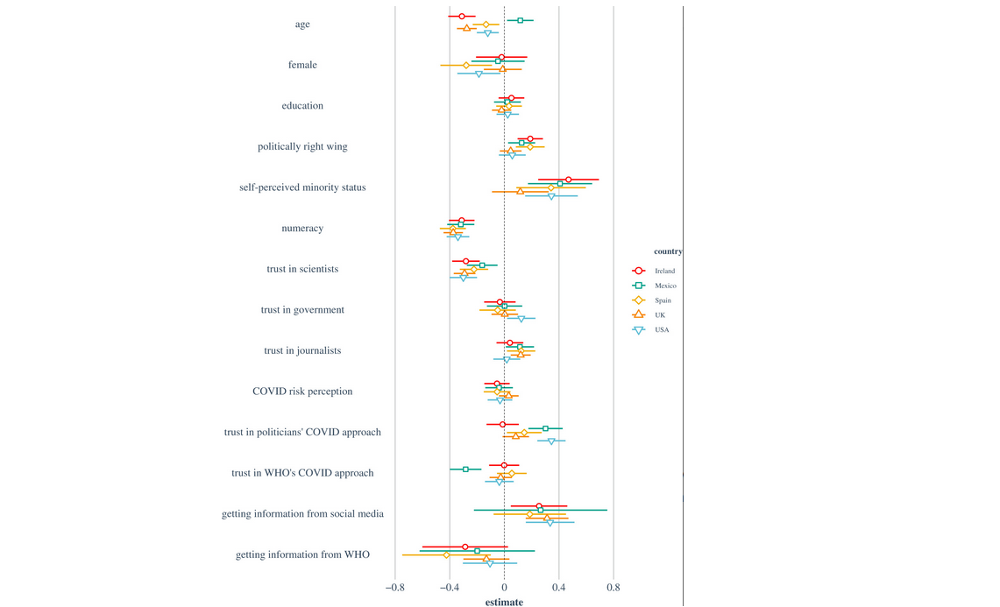 age
female
education
politically right wing
self-perceived minority status
numeracy
trust in scientists
trust in government
trust in journalists
COVID risk perception
trust in politicians' COVID approach
trust in WHO's COVID approach
getting information from social media
getting information from WHO
−0.8 −0.4 0 0.4 0.8
estimate
country
Ireland
Mexico
Spain
UK
USA